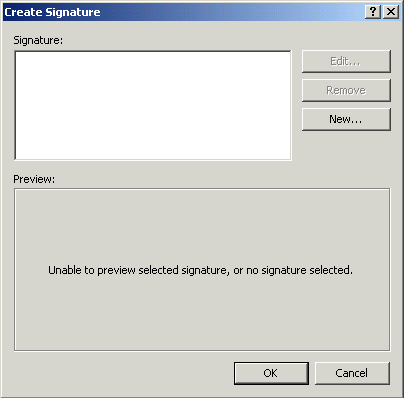 Create Signature
Signature:
Edit...
Remove
New...
Preview:
Unable to preview selected signature, or no signature selected.
OK
Cancel